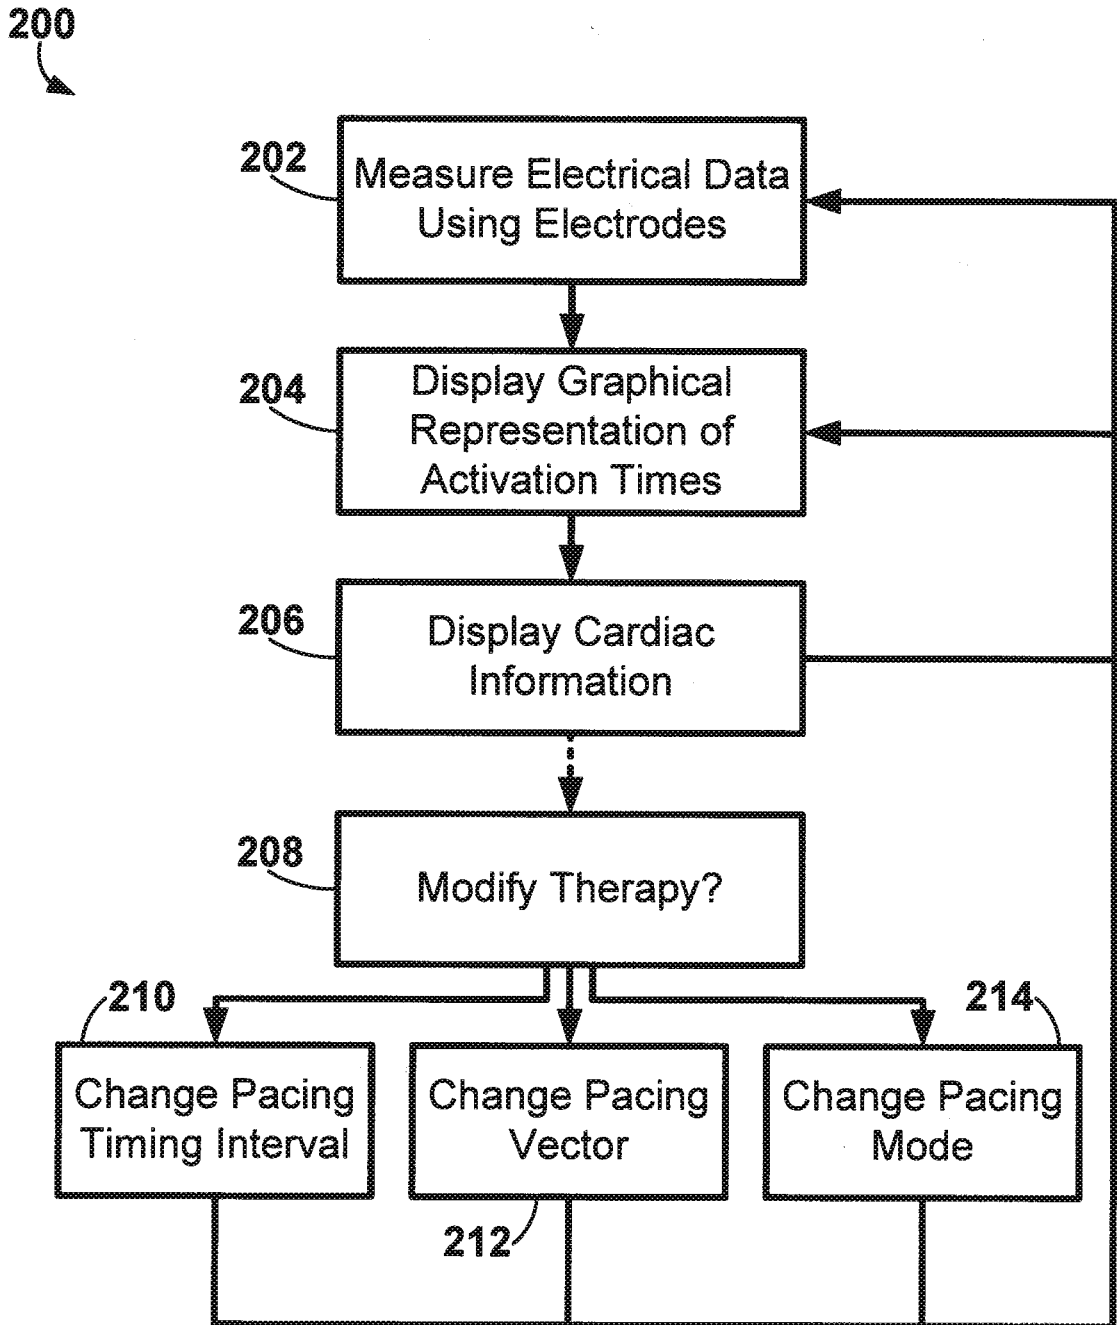 200
202
Measure Electrical Data
Using Electrodes
204
Display Graphical
Representation of
Activation Times
206
Display Cardiac
Information
208
Modify Therapy?
210
214
Change Pacing
Timing Interval
Change Pacing
Vector
Change Pacing
Mode
212